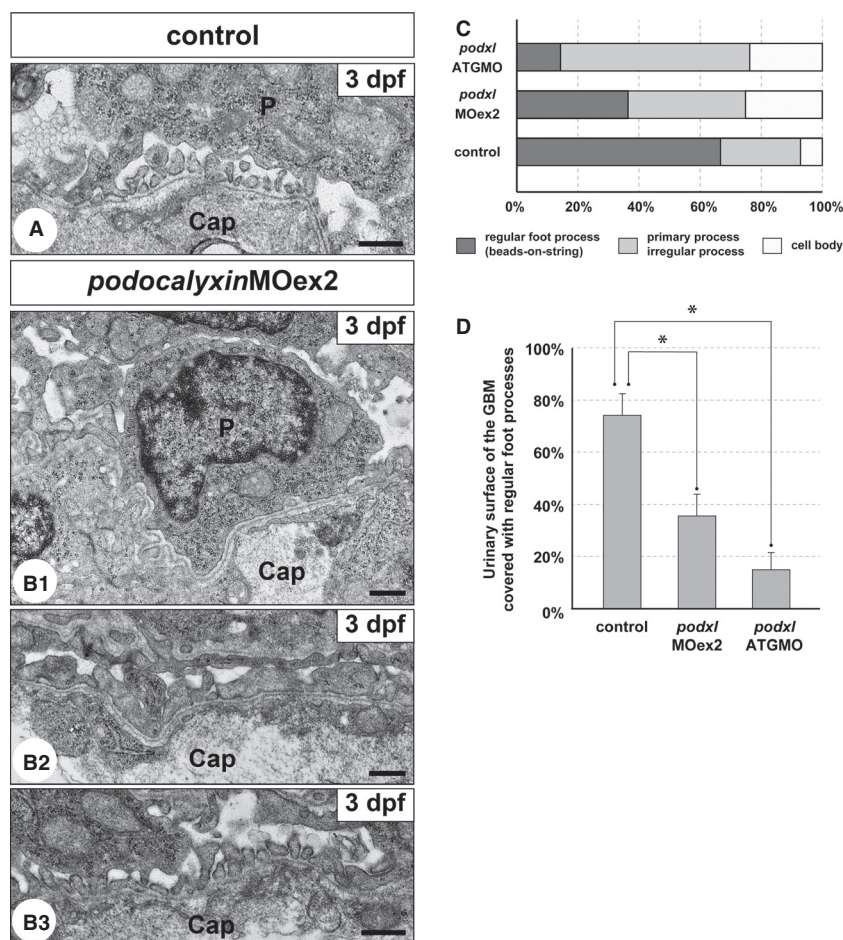 control
3 dpf
P
Cap
A
podocalyxinMOex2
3 dpf
P
Cap
B1
3 dpf
Cap
B2
3 dpf
Cap
B3
C
podxl
ATGMO
podxl
MOex2
control
0% 20% 40% 60% 80% 100%
regular foot process
(beads-on-string)
primary process
irregular process
cell body
D
Urinary surface of the GBM
covered with regular foot processes
100%
80%
60%
40%
20%
0%
*
*
control
podxl
MOex2
podxl
ATGMO